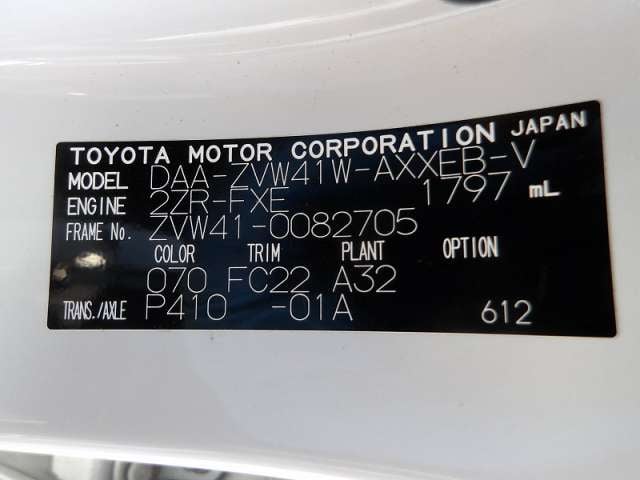 TOYOTA MOTOR CORPORATION JAPAN
MODEL DAA-ZVW41W-AXXEB-V
ENGINE 2ZR-FXE 1797 mL
FRAME No. ZVW41-0082705
COLOR TRIM PLANT OPTION
070 FC22 A32
TRANS./AXLE P410 -01A 612